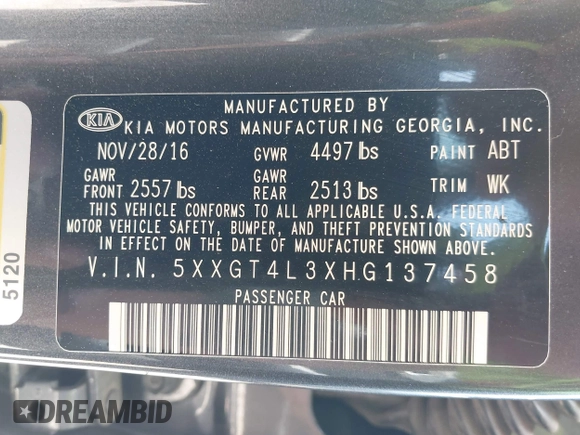 MANUFACTURED BY
KIA KIA MOTORS MANUFACTURING GEORGIA, INC.
NOV/28/16 GVWR 4497 lbs PAINT ABT
GAWR FRONT 2557 lbs GAWR REAR 2513 lbs TRIM WK
THIS VEHICLE CONFORMS TO ALL APPLICABLE U.S.A. FEDERAL
MOTOR VEHICLE SAFETY, BUMPER, AND THEFT PREVENTION STANDARDS
IN EFFECT ON THE DATE OF MANUFACTURE SHOWN ABOVE.
V.I.N. 5XXGT4L3XHG137458
PASSENGER CAR
5120
DREAMBID